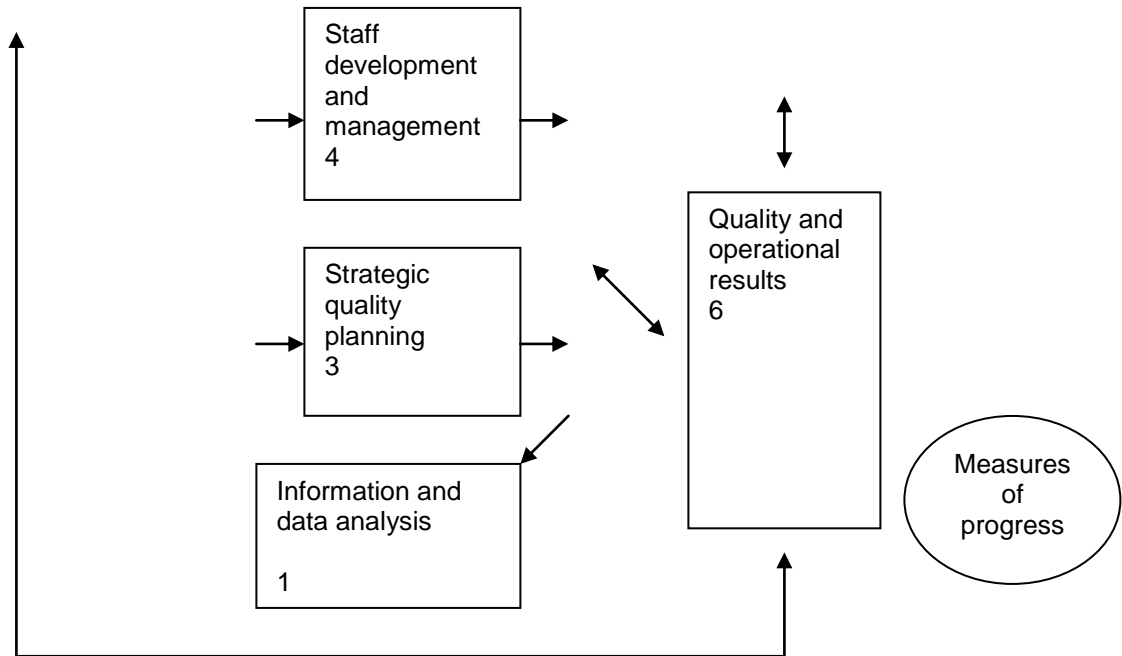 Staff
development
and
management
4
Strategic
quality
planning
3
Information and
data analysis
1
Quality and
operational
results
6
Measures
of
progress